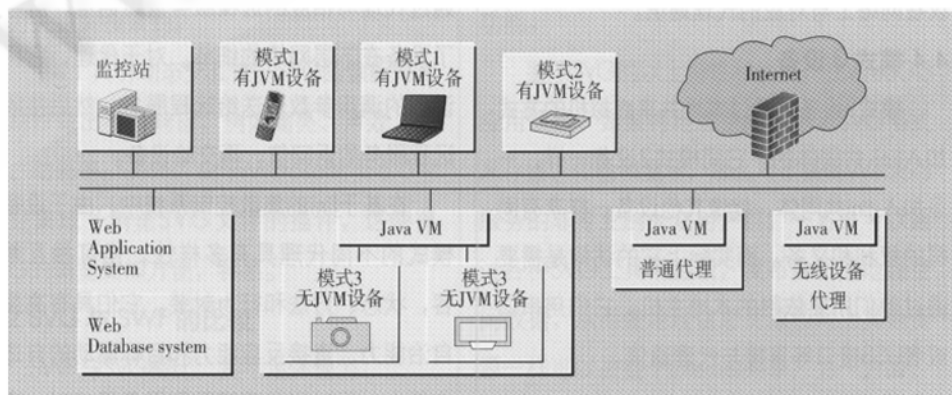 监控站
模式1
有JVM设备
模式1
有JVM设备
模式2
有JVM设备
Internet
Web
Application
System
Web
Database system
Java VM
模式3
无JVM设备
模式3
无JVM设备
Java VM
普通代理
Java VM
无线设备
代理